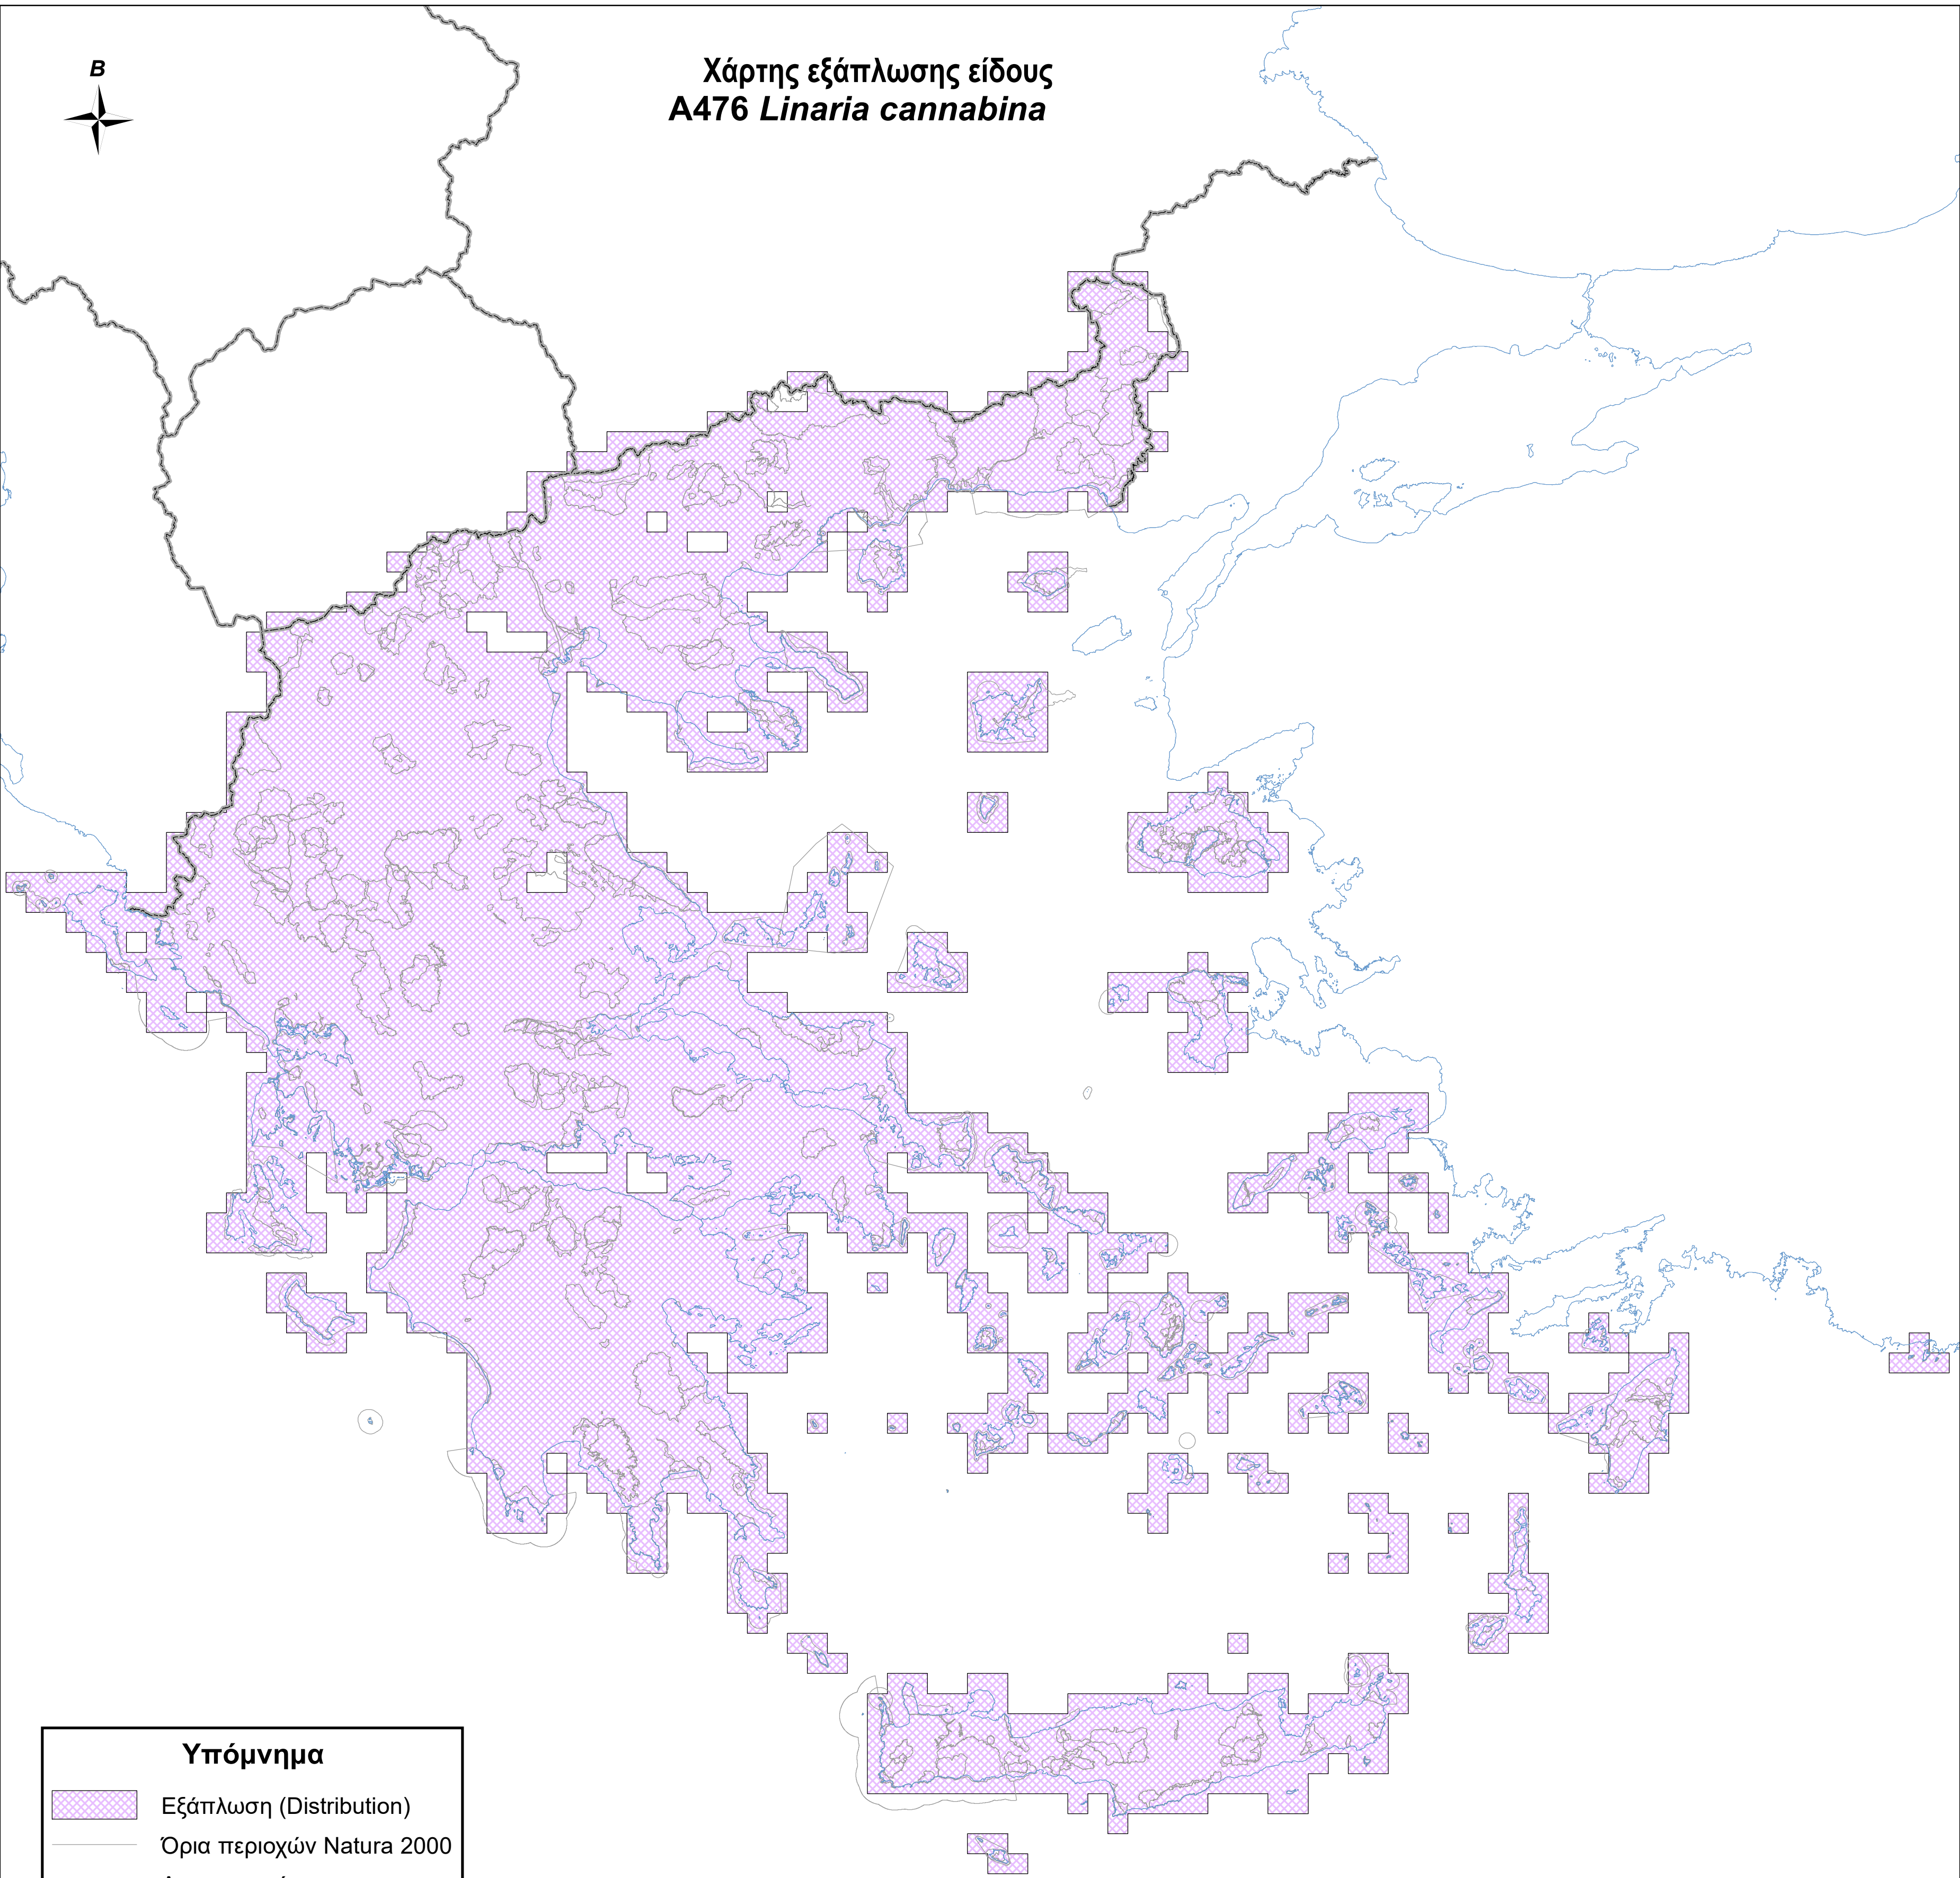 Β
Χάρτης εξάπλωσης είδους
A476 Linaria cannabina
Υπόμνημα
Εξάπλωση (Distribution)
Όρια περιοχών Natura 2000